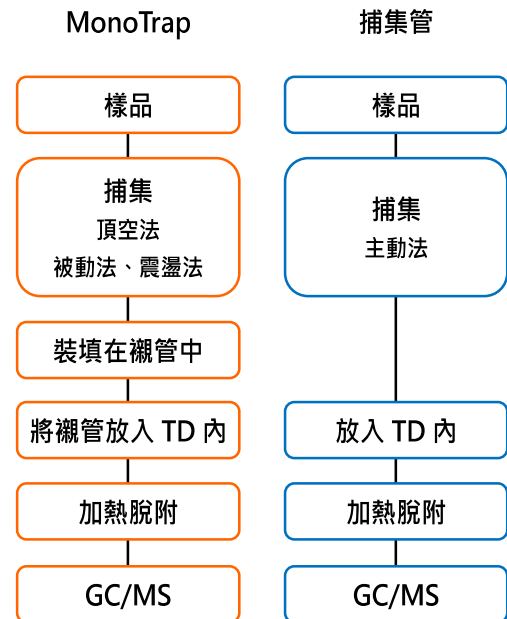 MonoTrap
樣品
捕集
頂空法
被動法、震盪法
裝填在襯管中
將襯管放入 TD 內
加熱脫附
GC/MS
捕集管
樣品
捕集
主動法
放入 TD 內
加熱脫附
GC/MS